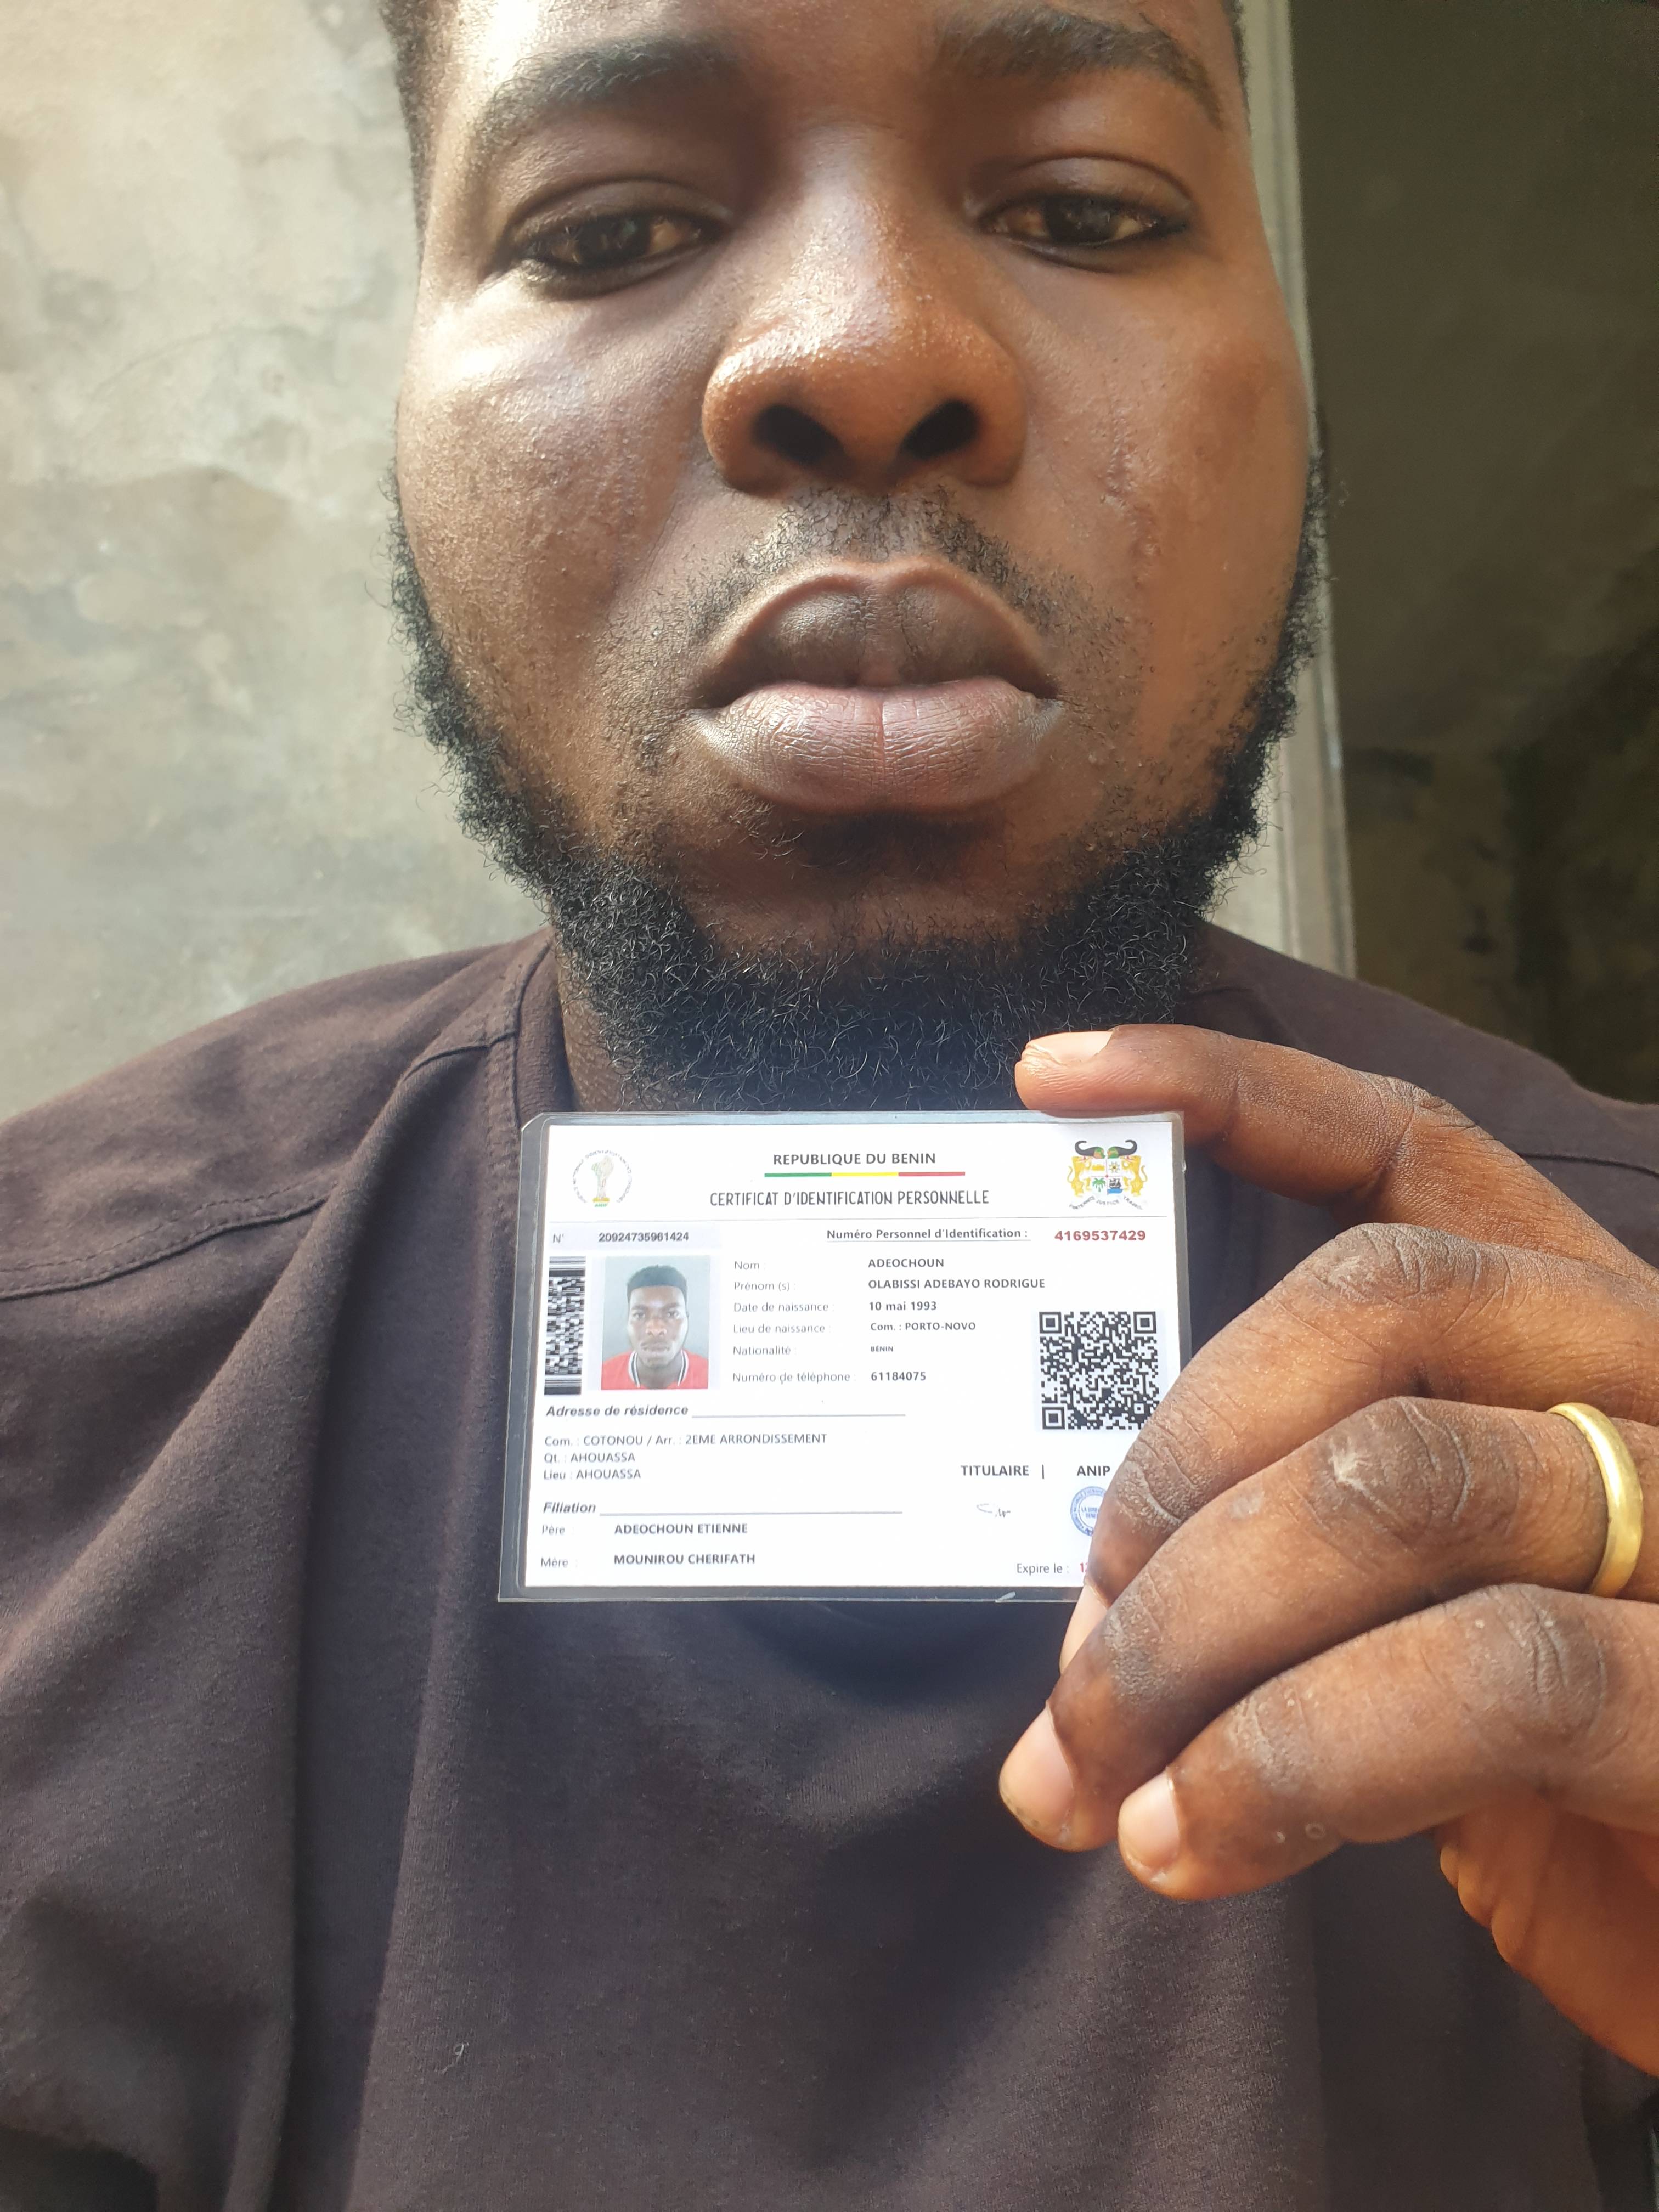 REPUBLIQUE DU BENIN
CERTIFICAT D'IDENTIFICATION PERSONNELLE
N° 20924735961424
Numéro Personnel d'Identification : 4169537429
Nom ADEOCHOUN
Prénom (s) OLABISSI ADEBAYO RODRIGUE
Date de naissance 10 mai 1993
Lieu de naissance Com. : PORTO-NOVO
Nationalité BENIN
Numéro de téléphone 61184075
Adresse de résidence
Com. : COTONOU / Arr. : 2EME ARRONDISSEMENT
Qt. : AHOUASSA
Lieu : AHOUASSA
TITULAIRE | ANIP
Filiation
Père ADEOCHOUN ETIENNE
Mère : MOUNIROU CHERIFATH
Expire le :